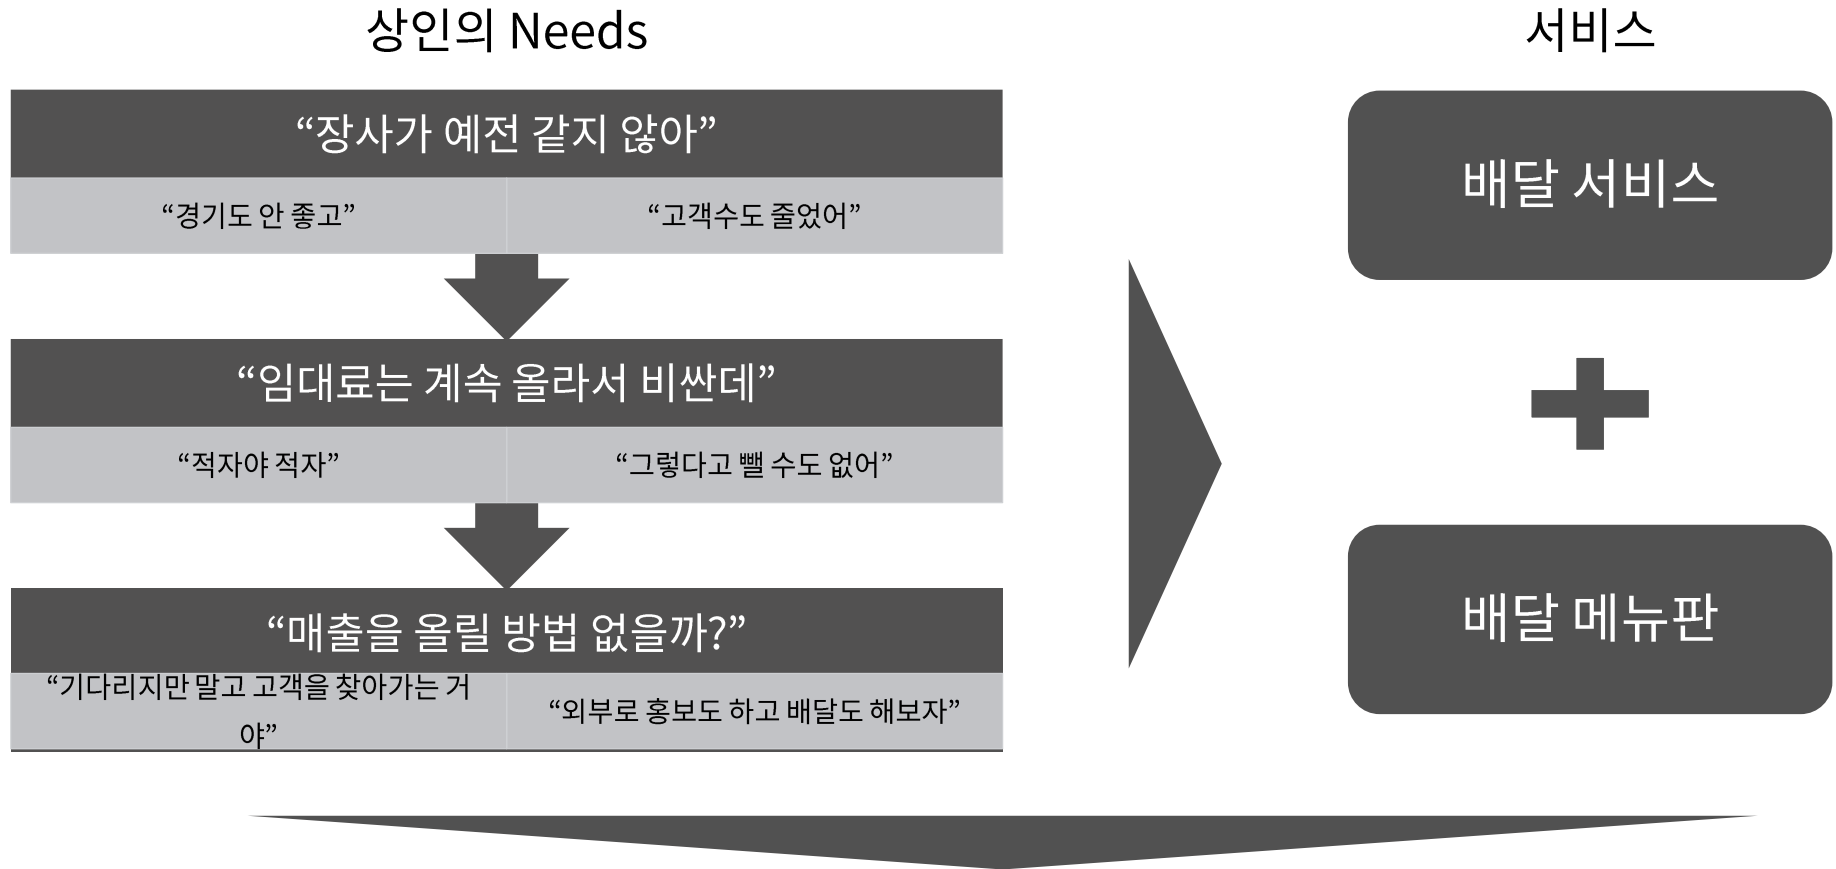 상인의 Needs
“장사가 예전 같지 않아”
“경기도 안 좋고”
“고객수도 줄었어”
“임대료는 계속 올라서 비싼데”
“적자야 적자”
“그렇다고 뺄 수도 없어”
“매출을 올릴 방법 없을까?”
“기다리지만 말고 고객을 찾아가는 거
야”
“외부로 홍보도 하고 배달도 해보자”
서비스
배달 서비스
배달 메뉴판